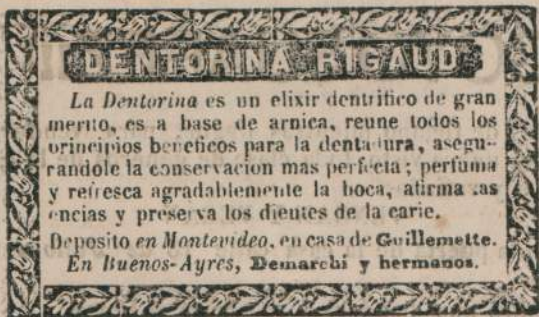 DENTORINA RIGAUD
La Dentorina es un elixir dentritico de gran
merito, es a base de arnica, reune todos los
principios beneficos para la dentadura, asegu-
randole la conservacion mas perfecta; perfuma
y refresca agradablemente la boca, afirma las
encias y preserva los dientes de la carie.
Deposito en Montevideo, en casa de Guillemette.
En Buenos-Ayres, Demarchi y hermanos.